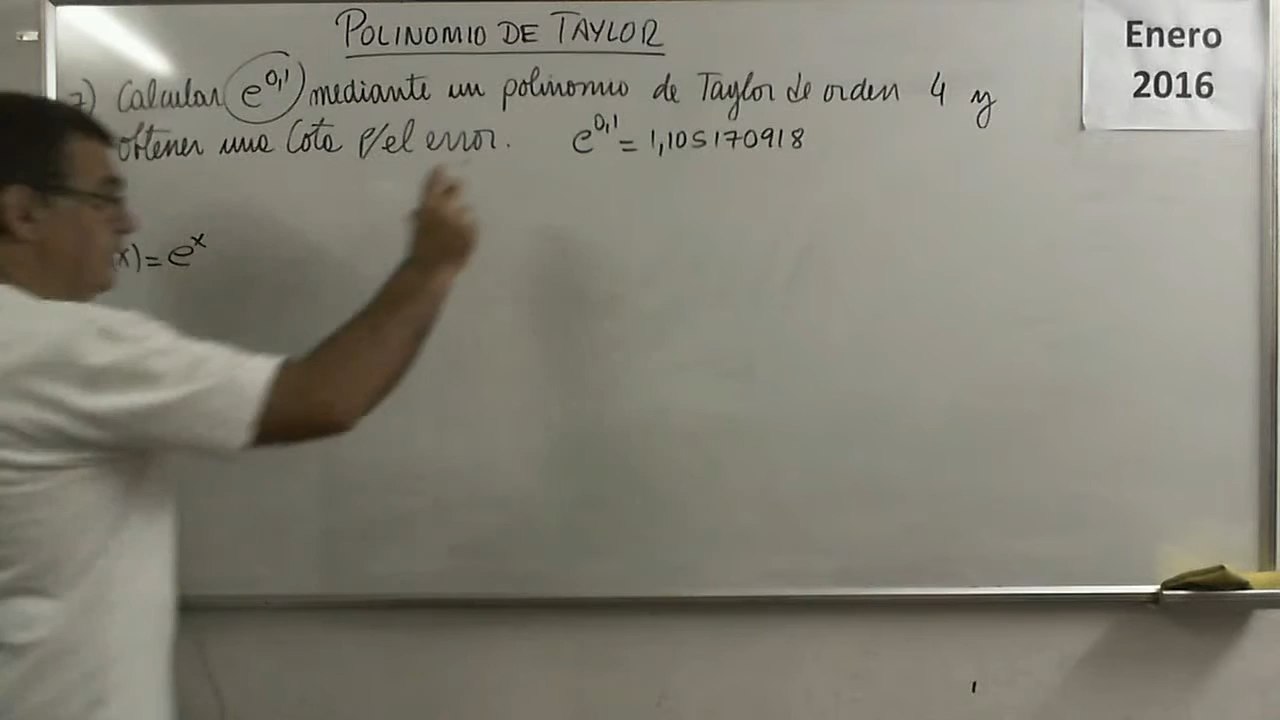 POLINOMIO DE TAYLOR
Enero
2016
7) Calcular e^0,1 mediante un polinomio de Taylor de orden 4 y
obtener una Cota p/el error. e^0,1 = 1,105170918
x) = e^x